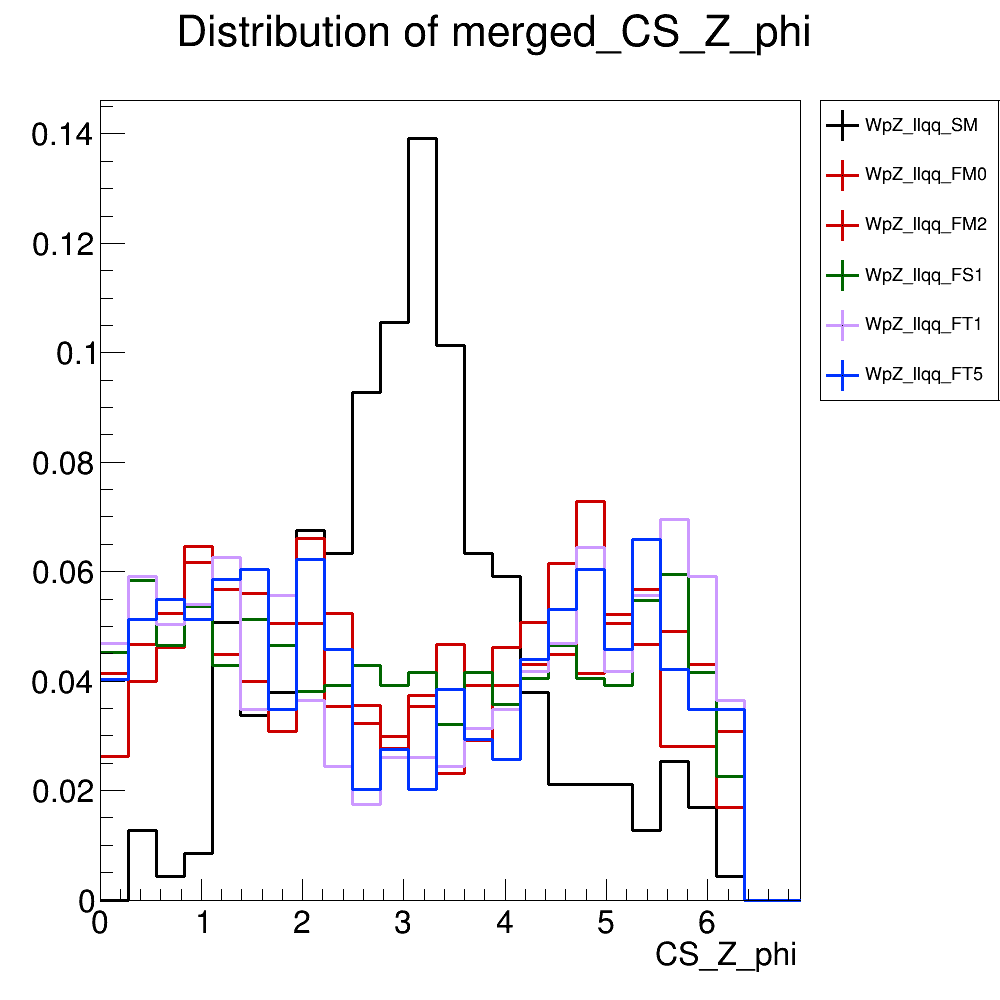 Distribution of merged_CS_Z_phi
0.14
0.12
0.1
0.08
0.06
0.04
0.02
0
0 1 2 3 4 5 6
CS_Z_phi
WpZ_llqq_SM
WpZ_llqq_FM0
WpZ_llqq_FM2
WpZ_llqq_FS1
WpZ_llqq_FT1
WpZ_llqq_FT5